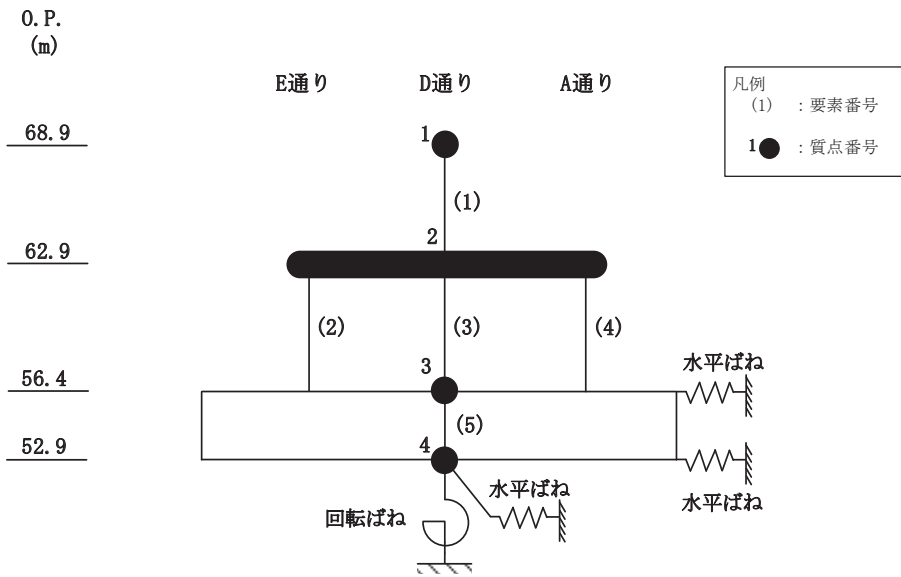 O.P.
(m)
E通り D通り A通り
凡例
(1) :要素番号
1 :質点番号
68.9
1
(1)
2
62.9
(2) (3) (4)
3
水平ばね
56.4
(5)
4
52.9
水平ばね
水平ばね
回転ばね